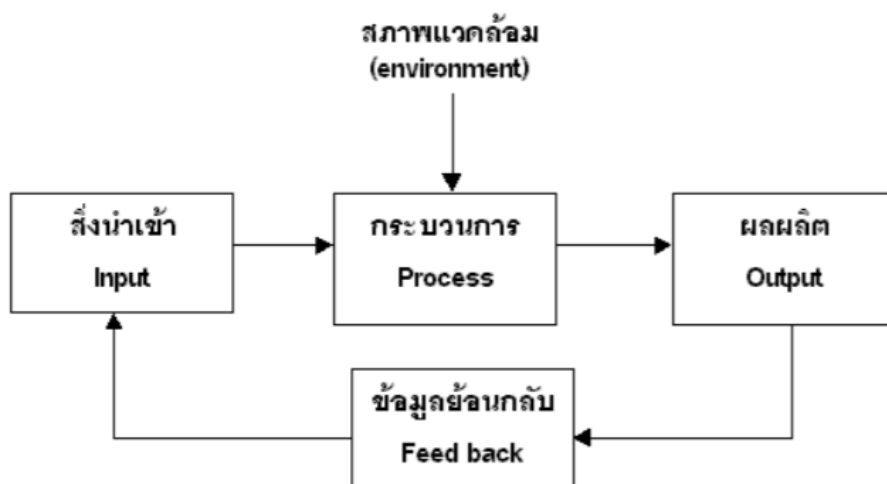 สภาพแวดล้อม
(environment)
สิ่งนำเข้า
Input
กระบวนการ
Process
ผลผลิต
Output
ข้อมูลย้อนกลับ
Feed back